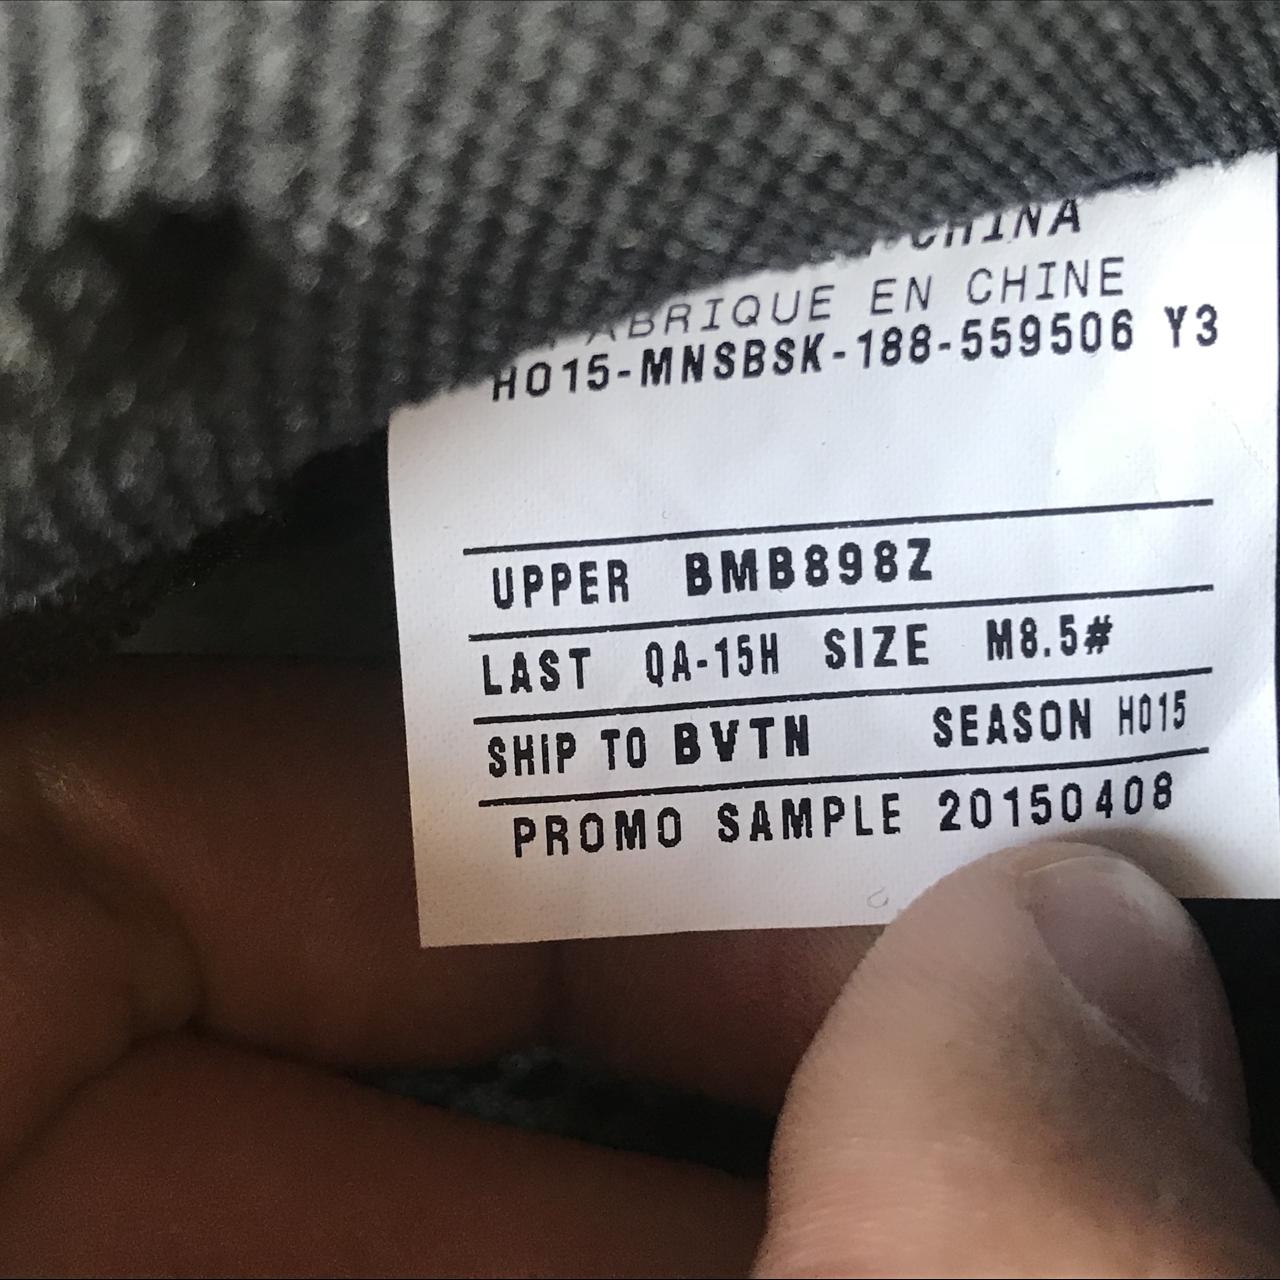 CHINA
FABRIQUE EN CHINE
HO15-MNSBSK-188-559506 Y3
UPPER BMB898Z
LAST QA-15H SIZE M8.5#
SHIP TO BVTN SEASON HO15
PROMO SAMPLE 20150408